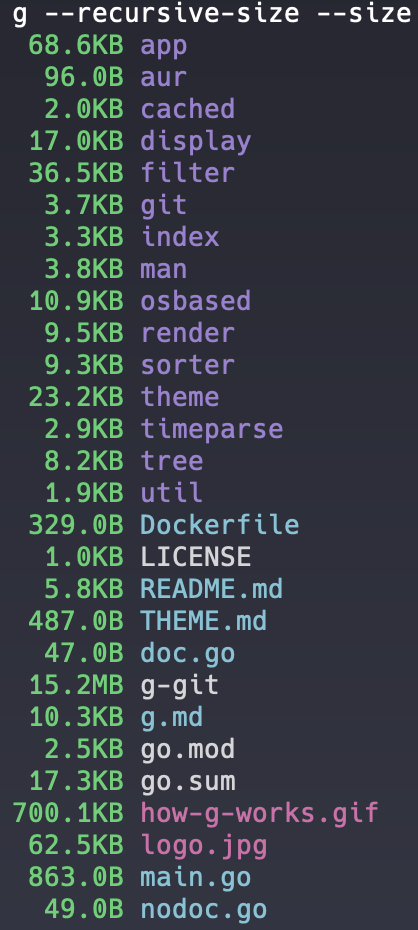 g --recursive-size --size
68.6KB app
96.0B aur
2.0KB cached
17.0KB display
36.5KB filter
3.7KB git
3.3KB index
3.8KB man
10.9KB osbased
9.5KB render
9.3KB sorter
23.2KB theme
2.9KB timeparse
8.2KB tree
1.9KB util
329.0B Dockerfile
1.0KB LICENSE
5.8KB README.md
487.0B THEME.md
47.0B doc.go
15.2MB g-git
10.3KB g.md
2.5KB go.mod
17.3KB go.sum
700.1KB how-g-works.gif
62.5KB logo.jpg
863.0B main.go
49.0B nodoc.go